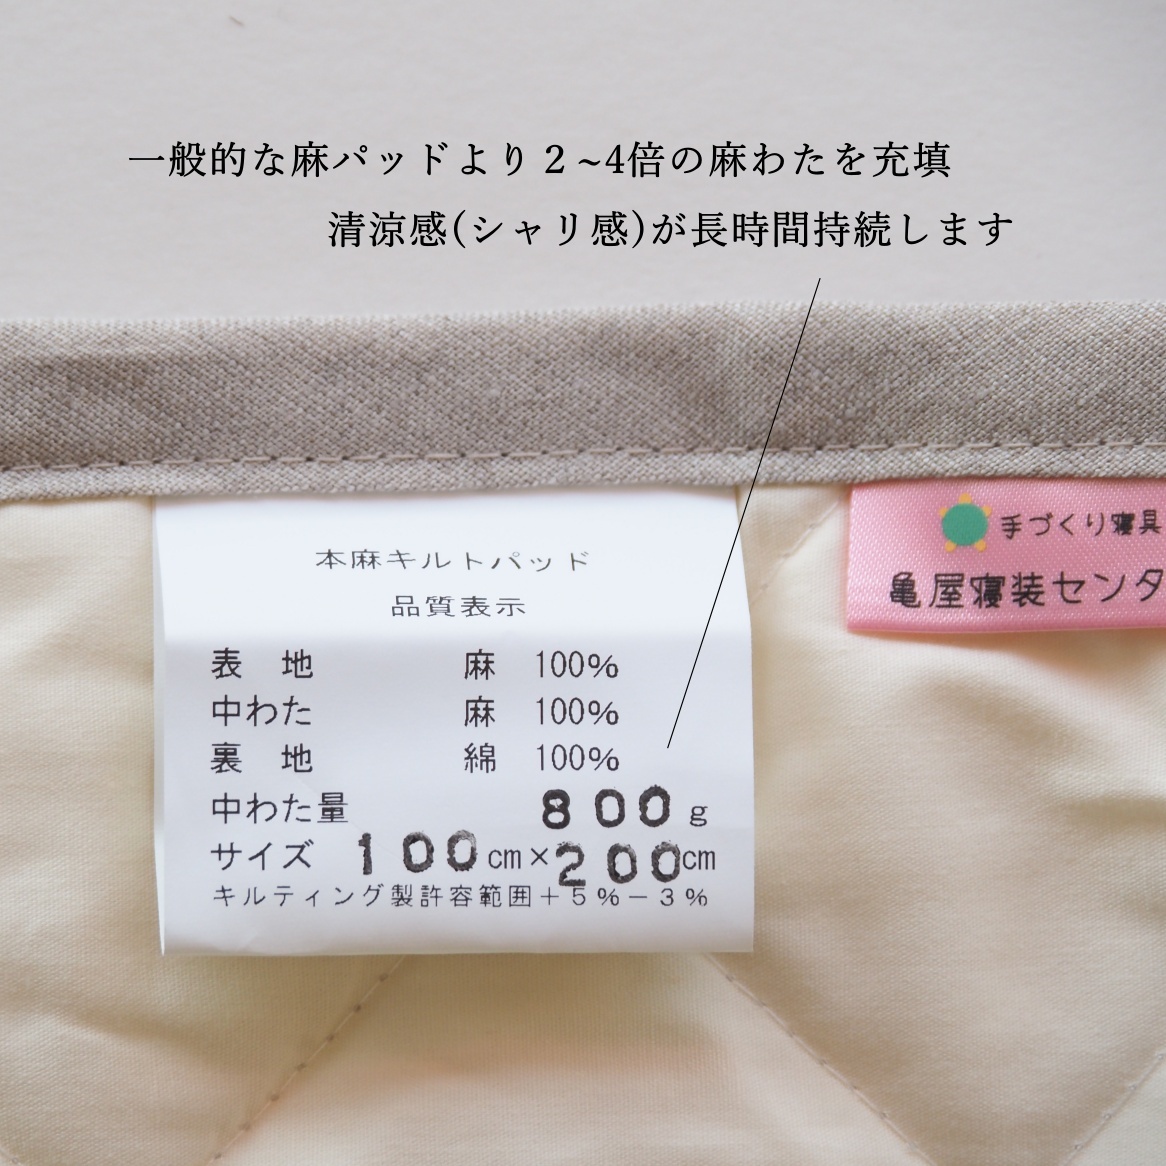 一般的な麻パッドより２~4倍の麻わたを充填
清涼感(シャリ感)が長時間持続します
手づくり寝具
亀屋寝装センタ
本麻キルトパッド
品質表示
表　地　麻　100%
中わた　麻　100%
裏　地　綿　100%
中わた量　800g
サイズ　100cm×200cm
キルティング製許容範囲＋５％－３％